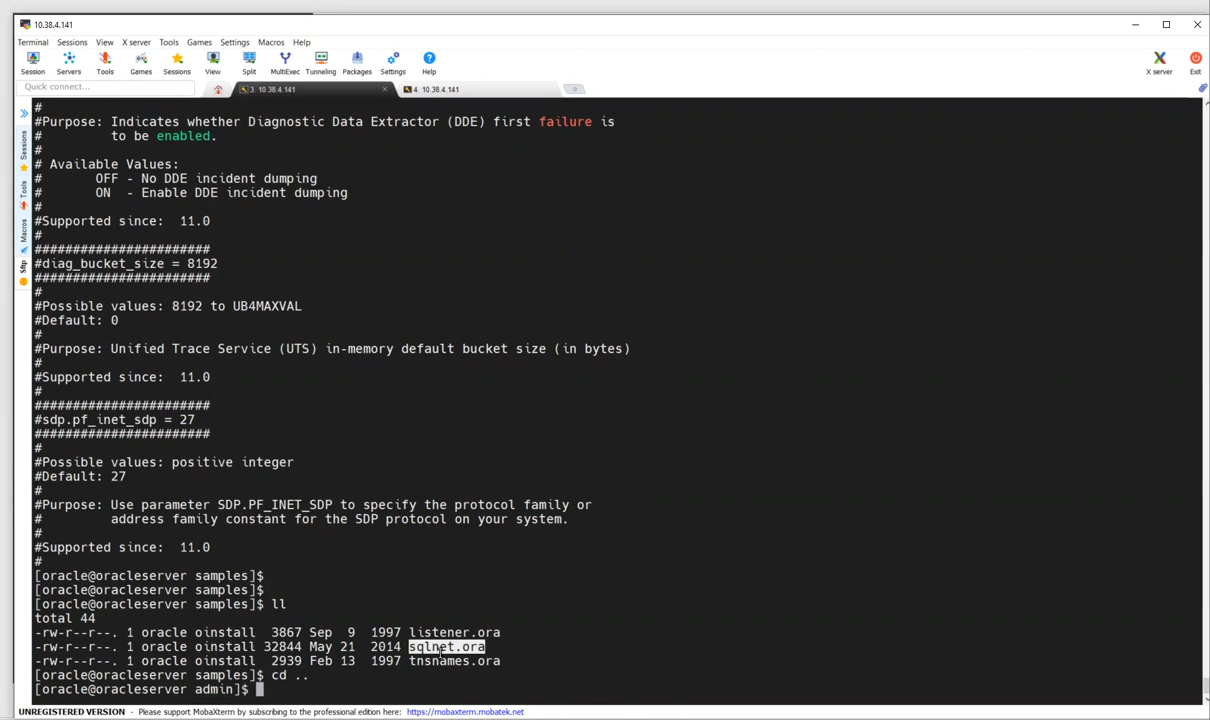 10.38.4.141
Terminal Sessions View X server Tools Games Settings Macros Help
Session Servers Tools Games Sessions View Split MultiExec Tunneling Packages Settings Help X server Exit
Quick connect...
3. 10.38.4.141
4. 10.38.4.141
Sessions
Tools
Macros
Sftp
#
#Purpose: Indicates whether Diagnostic Data Extractor (DDE) first failure is
# to be enabled.
#
# Available Values:
# OFF - No DDE incident dumping
# ON - Enable DDE incident dumping
#
#Supported since: 11.0

#######################
#diag_bucket_size = 8192
#######################
#
#Possible values: 8192 to UB4MAXVAL
#Default: 0
#
#Purpose: Unified Trace Service (UTS) in-memory default bucket size (in bytes)
#
#Supported since: 11.0
#
#######################
#sdp.pf_inet_sdp = 27
#######################
#
#Possible values: positive integer
#Default: 27
#
#Purpose: Use parameter SDP.PF_INET_SDP to specify the protocol family or
# address family constant for the SDP protocol on your system.
#
#Supported since: 11.0
#
[oracle@oracleserver samples]$
[oracle@oracleserver samples]$
[oracle@oracleserver samples]$ ll
total 44
-rw-r--r--. 1 oracle oinstall 3867 Sep 9 1997 listener.ora
-rw-r--r--. 1 oracle oinstall 32844 May 21 2014 sqlnet.ora
-rw-r--r--. 1 oracle oinstall 2939 Feb 13 1997 tnsnames.ora
[oracle@oracleserver samples]$ cd ..
[oracle@oracleserver admin]$
UNREGISTERED VERSION - Please support MobaXterm by subscribing to the professional edition here: https://mobaxterm.mobatek.net